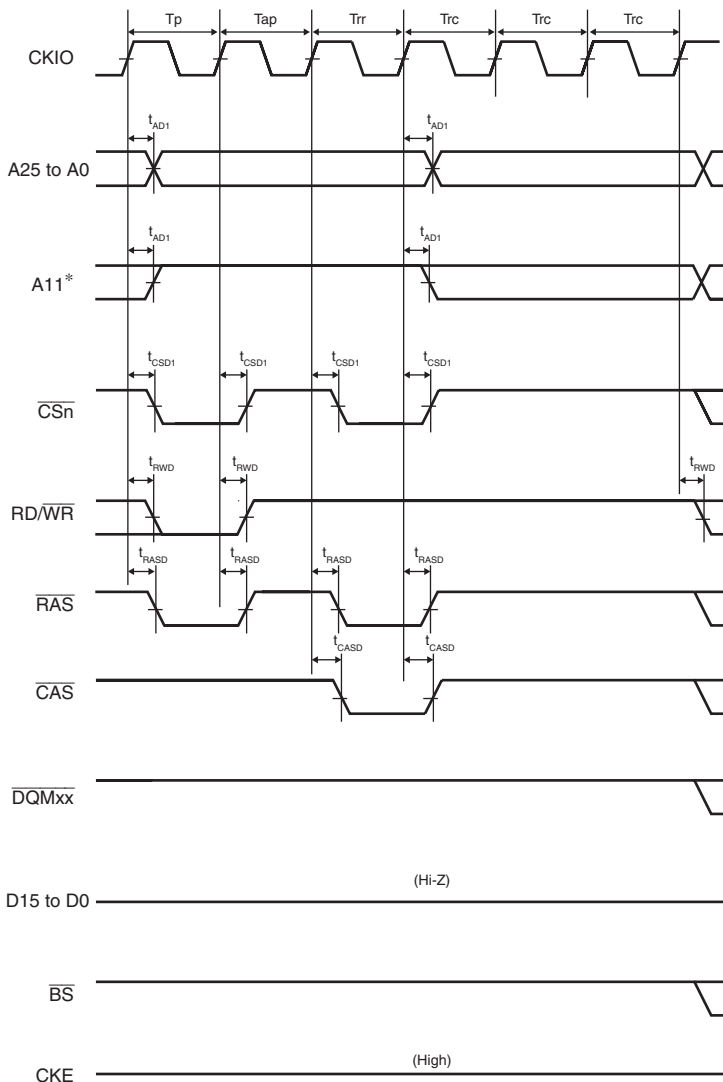 Tp Tap Trr Trc Trc Trc
CKIO
tAD1 tAD1
A25 to A0
tAD1 tAD1
A11*
tCSD1 tCSD1 tCSD1 tCSD1
CSn
tRWD tRWD tRWD
RD/WR
tRASD tRASD tRASD tRASD
RAS
tCASD tCASD
CAS
DQMxx
(Hi-Z)
D15 to D0
BS
(High)
CKE